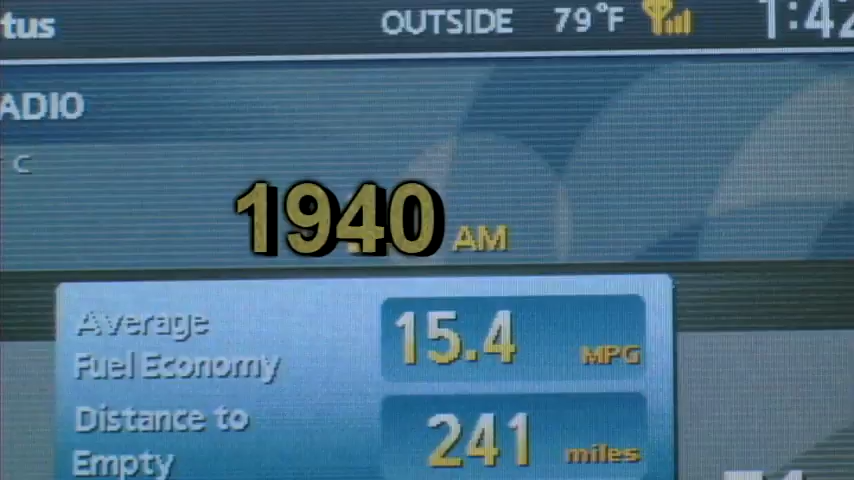 tus OUTSIDE 79°F 1:42
ADIO
C
1940 AM
Average
Fuel Economy 15.4 MPG
Distance to
Empty 241 miles